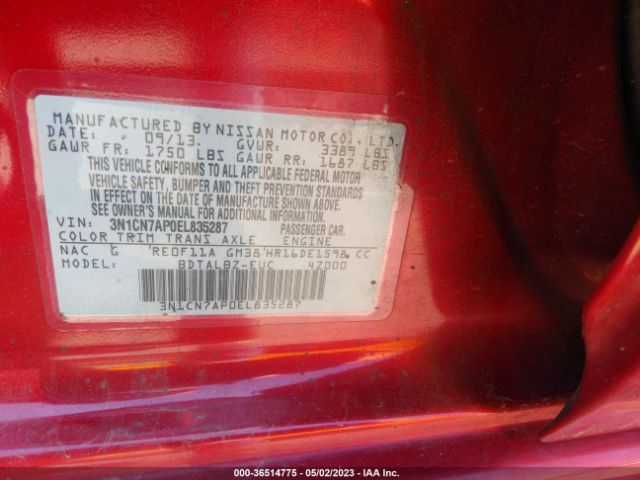 MANUFACTURED BY NISSAN MOTOR CO., LTD.
DATE: 09/13. GVWR: 3389 LBS
GAWR FR: 1750 LBS GAWR RR: 1687 LBS
THIS VEHICLE CONFORMS TO ALL APPLICABLE FEDERAL MOTOR
VEHICLE SAFETY, BUMPER AND THEFT PREVENTION STANDARDS
IN EFFECT ON THE DATE OF MANUFACTURE SHOWN ABOVE.
SEE OWNER'S MANUAL FOR ADDITIONAL INFORMATION
VIN: 3N1CN7AP0EL835287 PASSENGER CAR.
COLOR TRIM TRANS AXLE ENGINE
NAC G RE0F11A GM38 HR16DE1598 CC
MODEL: BDTALBZ-EUC 42000
3N1CN7AP0EL835287
000-36514775 - 05/02/2023 - IAA Inc.